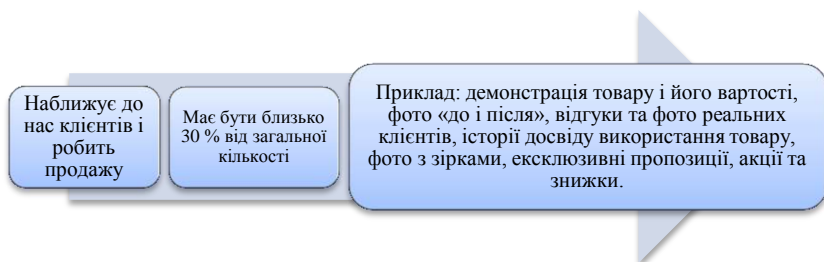 Наближує до
нас клієнтів і
робить
продажу
Має бути близько
30 % від загальної
кількості
Приклад: демонстрація товару і його вартості,
фото «до і після», відгуки та фото реальних
клієнтів, історії досвіду використання товару,
фото з зірками, ексклюзивні пропозиції, акції та
знижки.